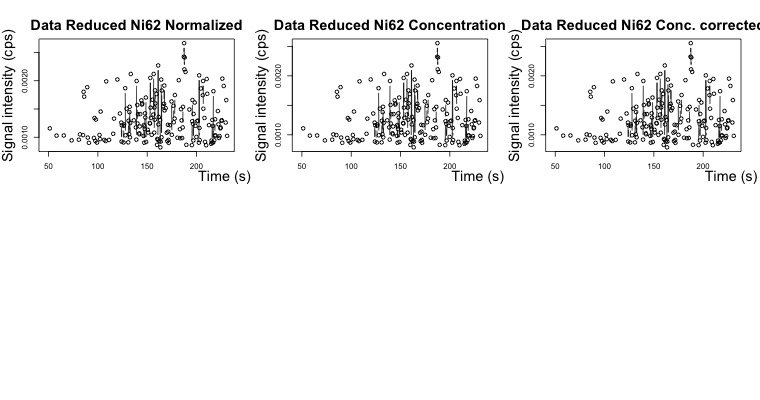 Data Reduced Ni62 Normalized
Signal intensity (cps)
0.0010
0.0020
50
100
150
200
Time (s)
Data Reduced Ni62 Concentration
Signal intensity (cps)
0.0010
0.0020
50
100
150
200
Time (s)
Data Reduced Ni62 Conc. corrected
Signal intensity (cps)
0.0010
0.0020
50
100
150
200
Time (s)